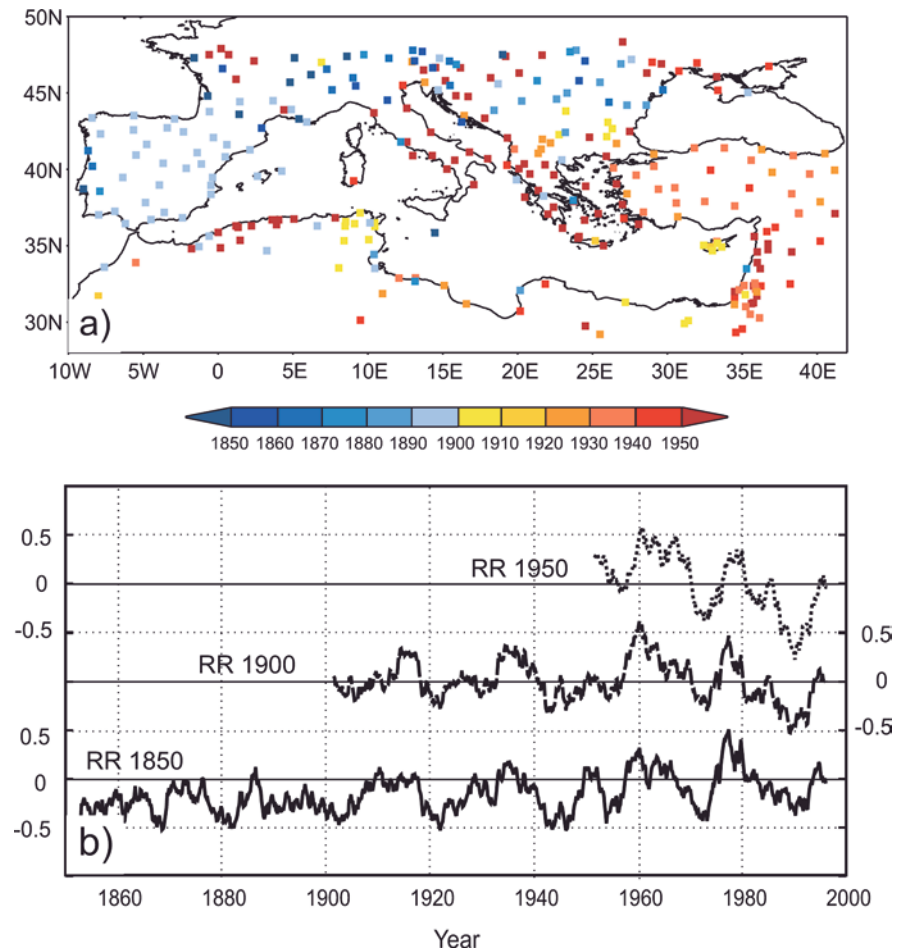 50N
45N
40N
35N
30N
a)
10W 5W 0 5E 10E 15E 20E 25E 30E 35E 40E
1850 1860 1870 1880 1890 1900 1910 1920 1930 1940 1950
0.5
RR 1950
0
-0.5
0.5
RR 1900
0
-0.5
0.5
RR 1850
0
-0.5
b)
1860 1880 1900 1920 1940 1960 1980 2000
Year